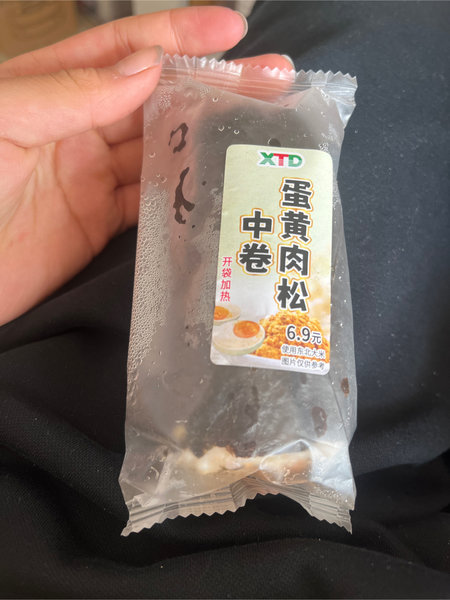 XTD
蛋黄肉松
中卷
开袋加热
6.9元
使用东北大米
图片仅供参考